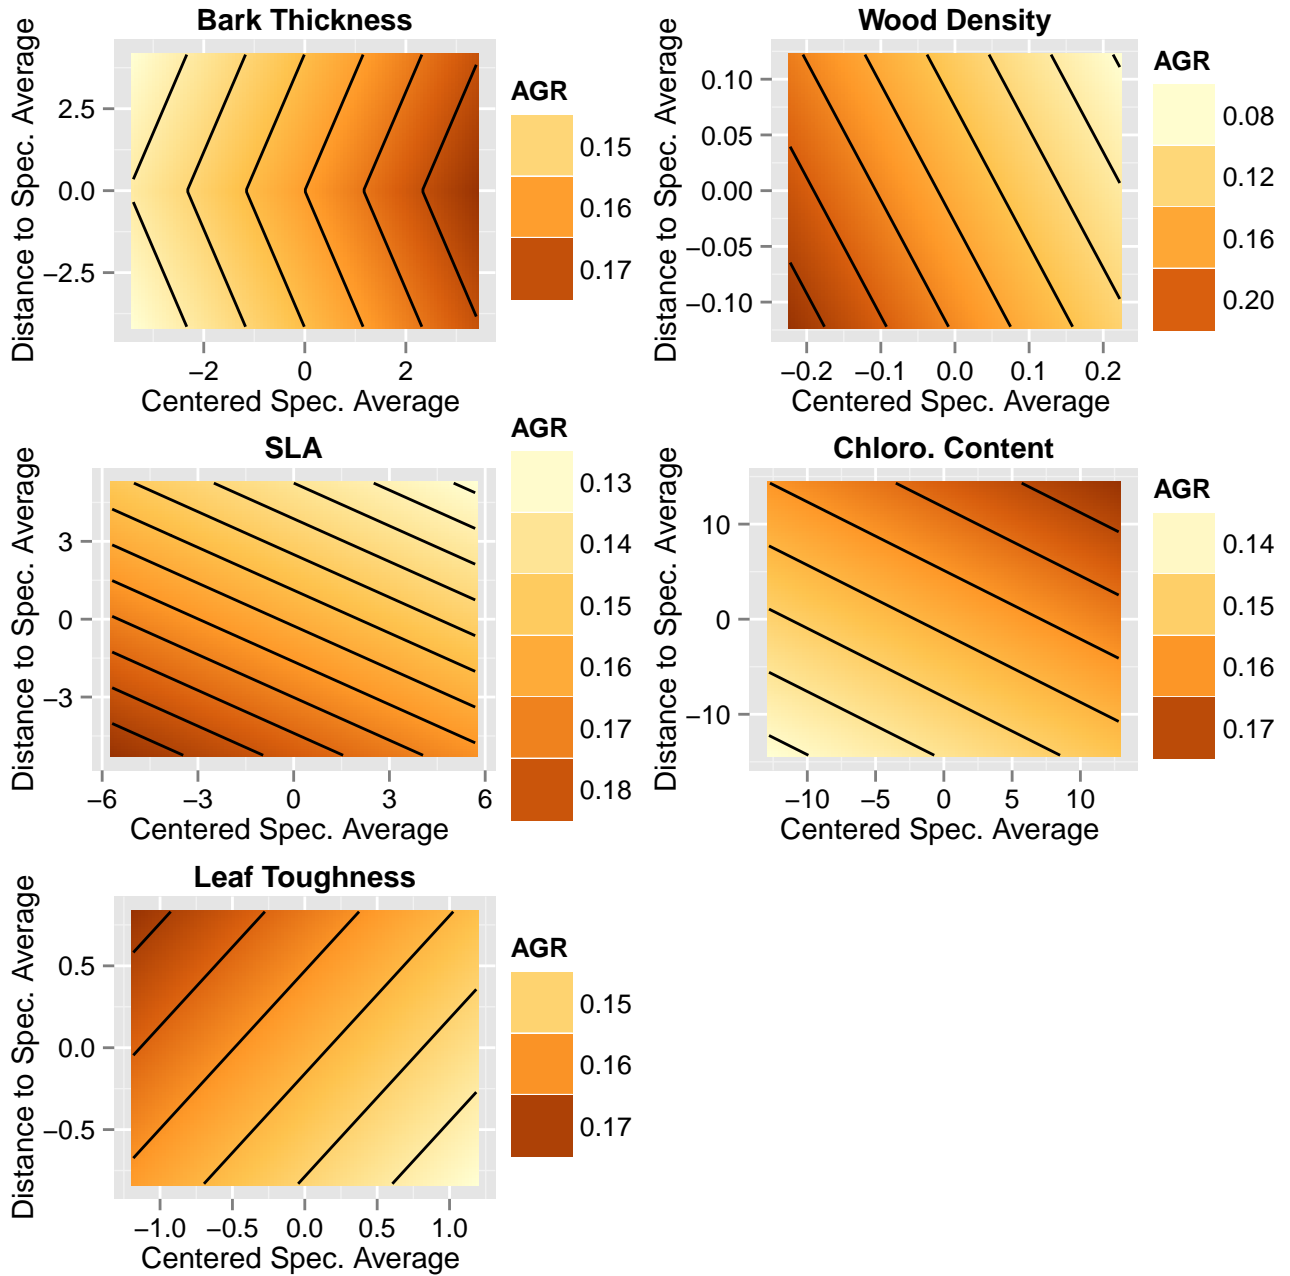 Bark Thickness
Distance to Spec. Average
2.5
0.0
−2.5
−2 0 2
Centered Spec. Average
AGR
0.15
0.16
0.17
Wood Density
Distance to Spec. Average
0.10
0.05
0.00
−0.05
−0.10
−0.2 −0.1 0.0 0.1 0.2
Centered Spec. Average
AGR
0.08
0.12
0.16
0.20
SLA
Distance to Spec. Average
3
0
−3
−6 −3 0 3 6
Centered Spec. Average
AGR
0.13
0.14
0.15
0.16
0.17
0.18
Chloro. Content
Distance to Spec. Average
10
0
−10
−10 −5 0 5 10
Centered Spec. Average
AGR
0.14
0.15
0.16
0.17
Leaf Toughness
Distance to Spec. Average
0.5
0.0
−0.5
−1.0 −0.5 0.0 0.5 1.0
Centered Spec. Average
AGR
0.15
0.16
0.17